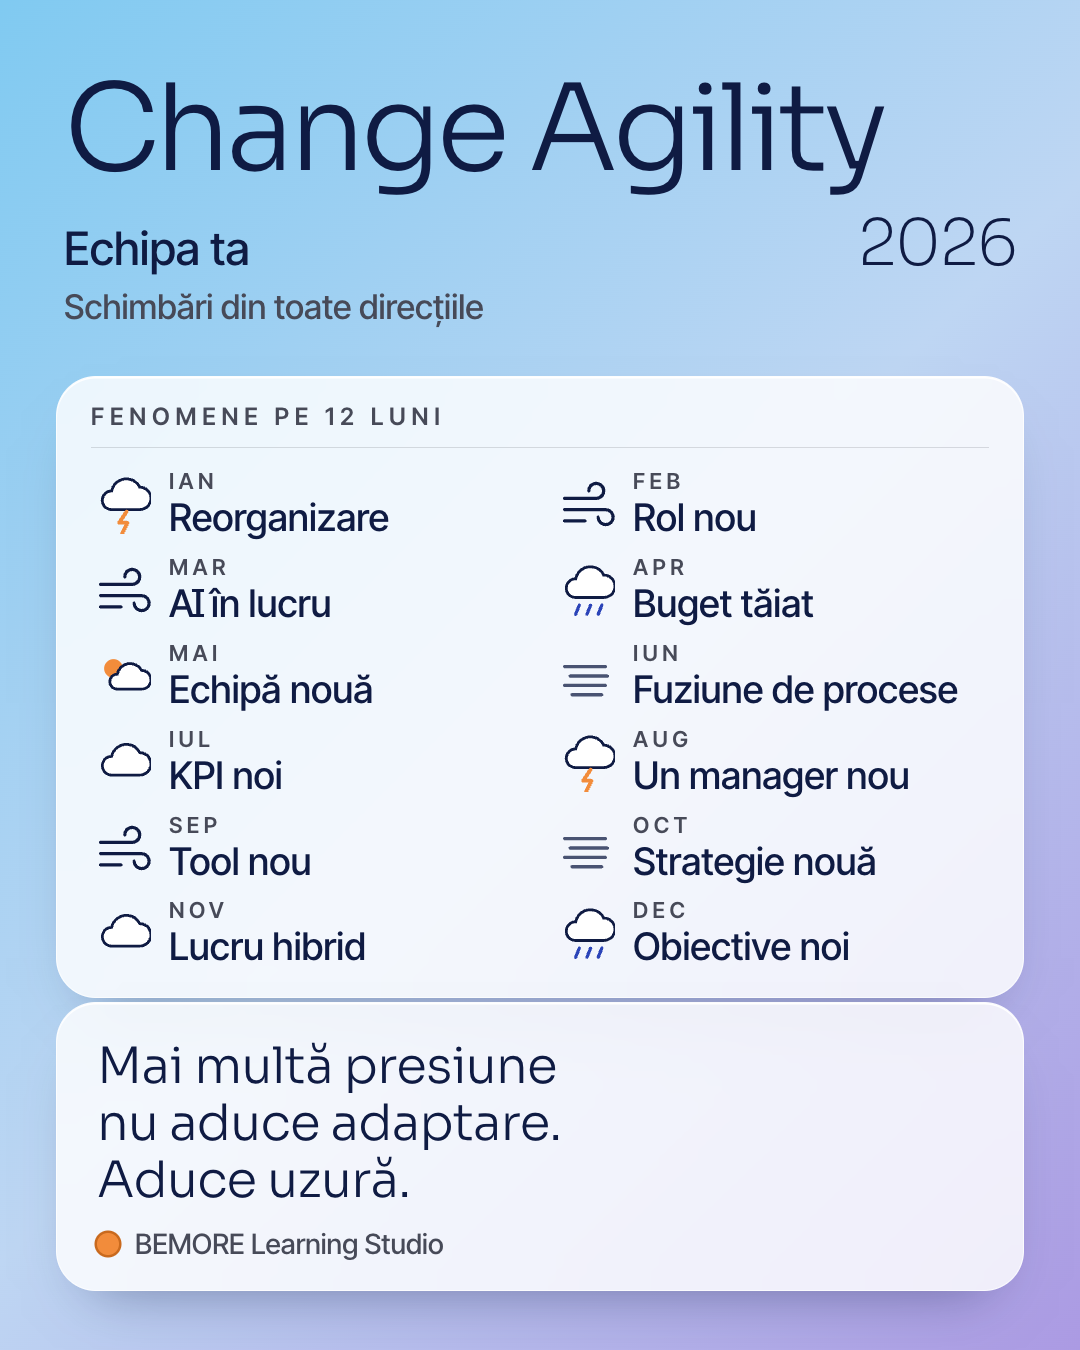 Change Agility
Echipa ta
2026
Schimbări din toate direcțiile
FENOMENE PE 12 LUNI
IAN
Reorganizare
FEB
Rol nou
MAR
AI în lucru
APR
Buget tăiat
MAI
Echipă nouă
IUN
Fuziune de procese
IUL
KPI noi
AUG
Un manager nou
SEP
Tool nou
OCT
Strategie nouă
NOV
Lucru hibrid
DEC
Obiective noi
Mai multă presiune
nu aduce adaptare.
Aduce uzură.
BEMORE Learning Studio